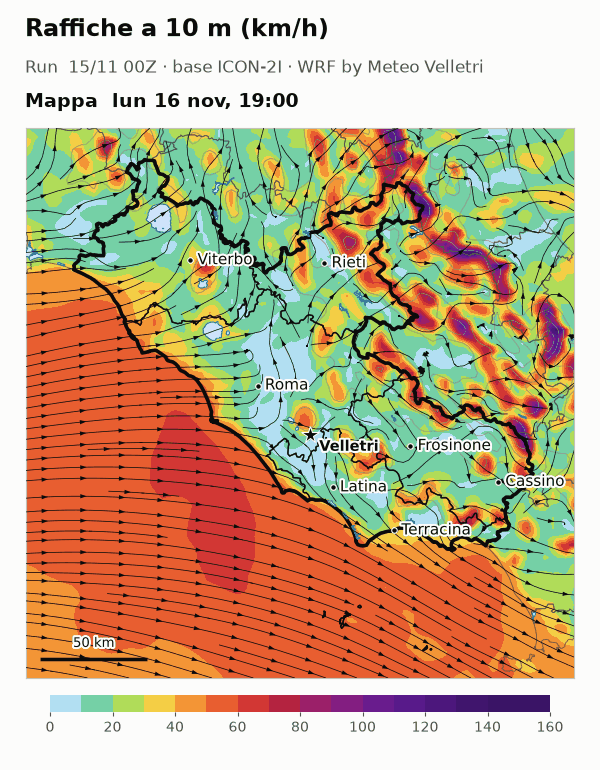 Raffiche a 10 m (km/h)
Run  15/11 00Z · base ICON-2I · WRF by Meteo Velletri
Mappa  lun 16 nov, 19:00
Viterbo
Rieti
Roma
Velletri
Frosinone
Latina
Cassino
Terracina
50 km
0 20 40 60 80 100 120 140 160